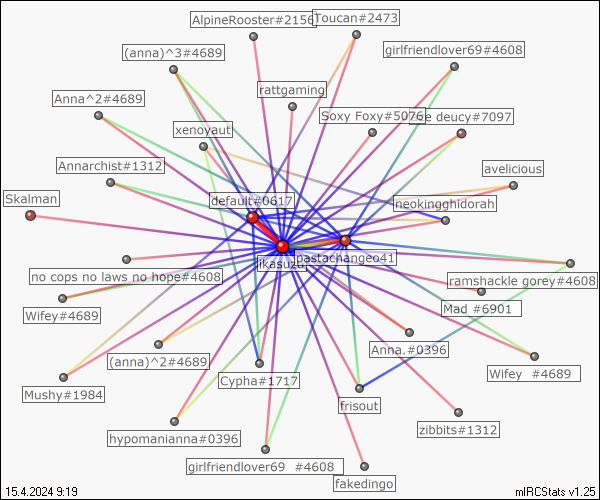 AlpineRooster#2156
Toucan#2473
(anna)^3#4689
girlfriendlover69#4608
rattgaming
Anna^2#4689
Soxy Foxy#5076
e deucy#7097
xenoyaut
Annarchist#1312
avelicious
Skalman
default#0617
neokingghidorah
pastachangeo41
ikasuzu
no cops no laws no hope#4608
ramshackle gorey#4608
Wifey#4689
Mad #6901
Anna.#0396
(anna)^2#4689
Wifey #4689
Cypha#1717
Mushy#1984
frisout
zibbits#1312
hypomanianna#0396
girlfriendlover69 #4608
fakedingo
15.4.2024 9:19
mIRCStats v1.25